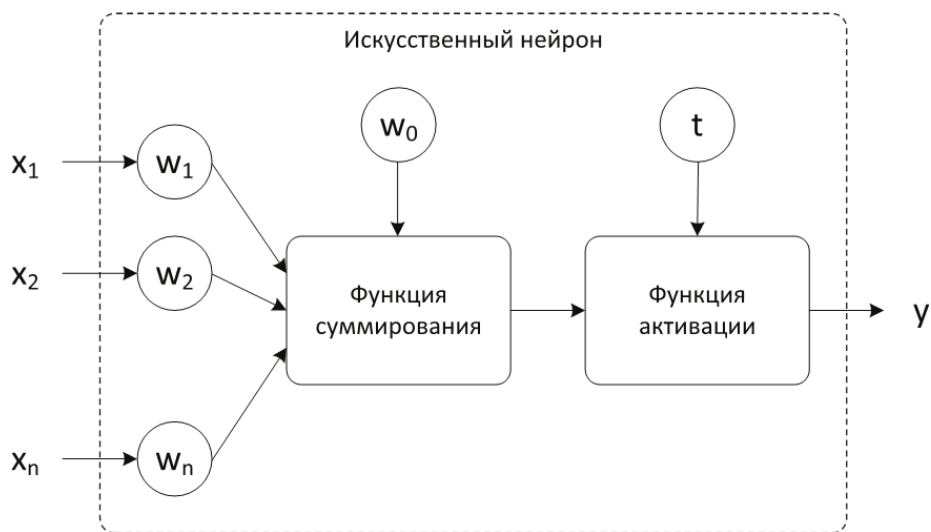 Искусственный нейрон
w₀
t
x₁
w₁
x₂
w₂
Функция
суммирования
Функция
активации
y
xₙ
wₙ